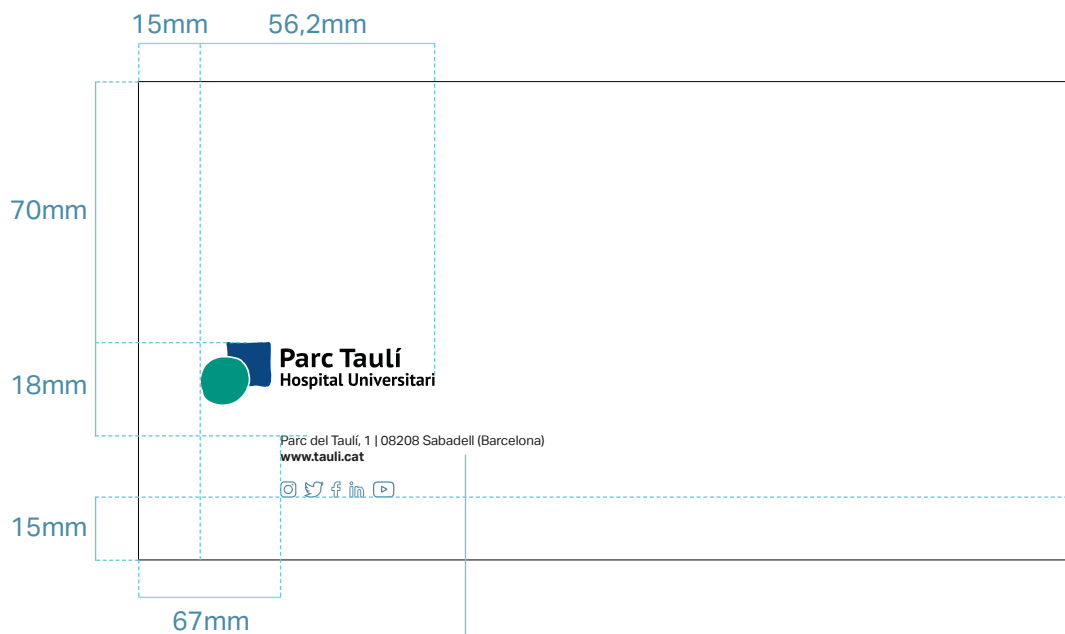 15mm
56,2mm
70mm
18mm
Parc Taulí
Hospital Universitari
Parc del Taulí, 1 | 08208 Sabadell (Barcelona)
www.tauli.cat
15mm
67mm